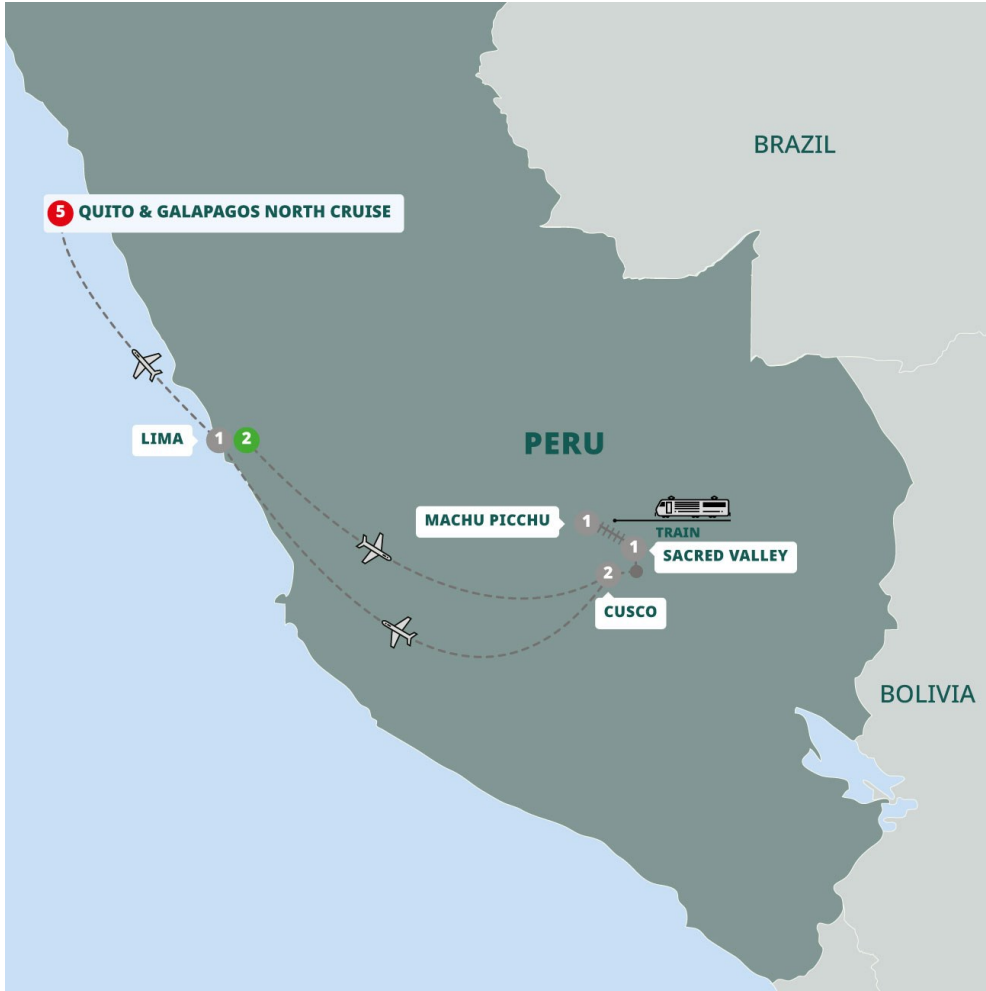 BRAZIL
5 QUITO & GALAPAGOS NORTH CRUISE
LIMA 1 2
PERU
MACHU PICCHU 1
TRAIN
1 SACRED VALLEY
2
CUSCO
BOLIVIA